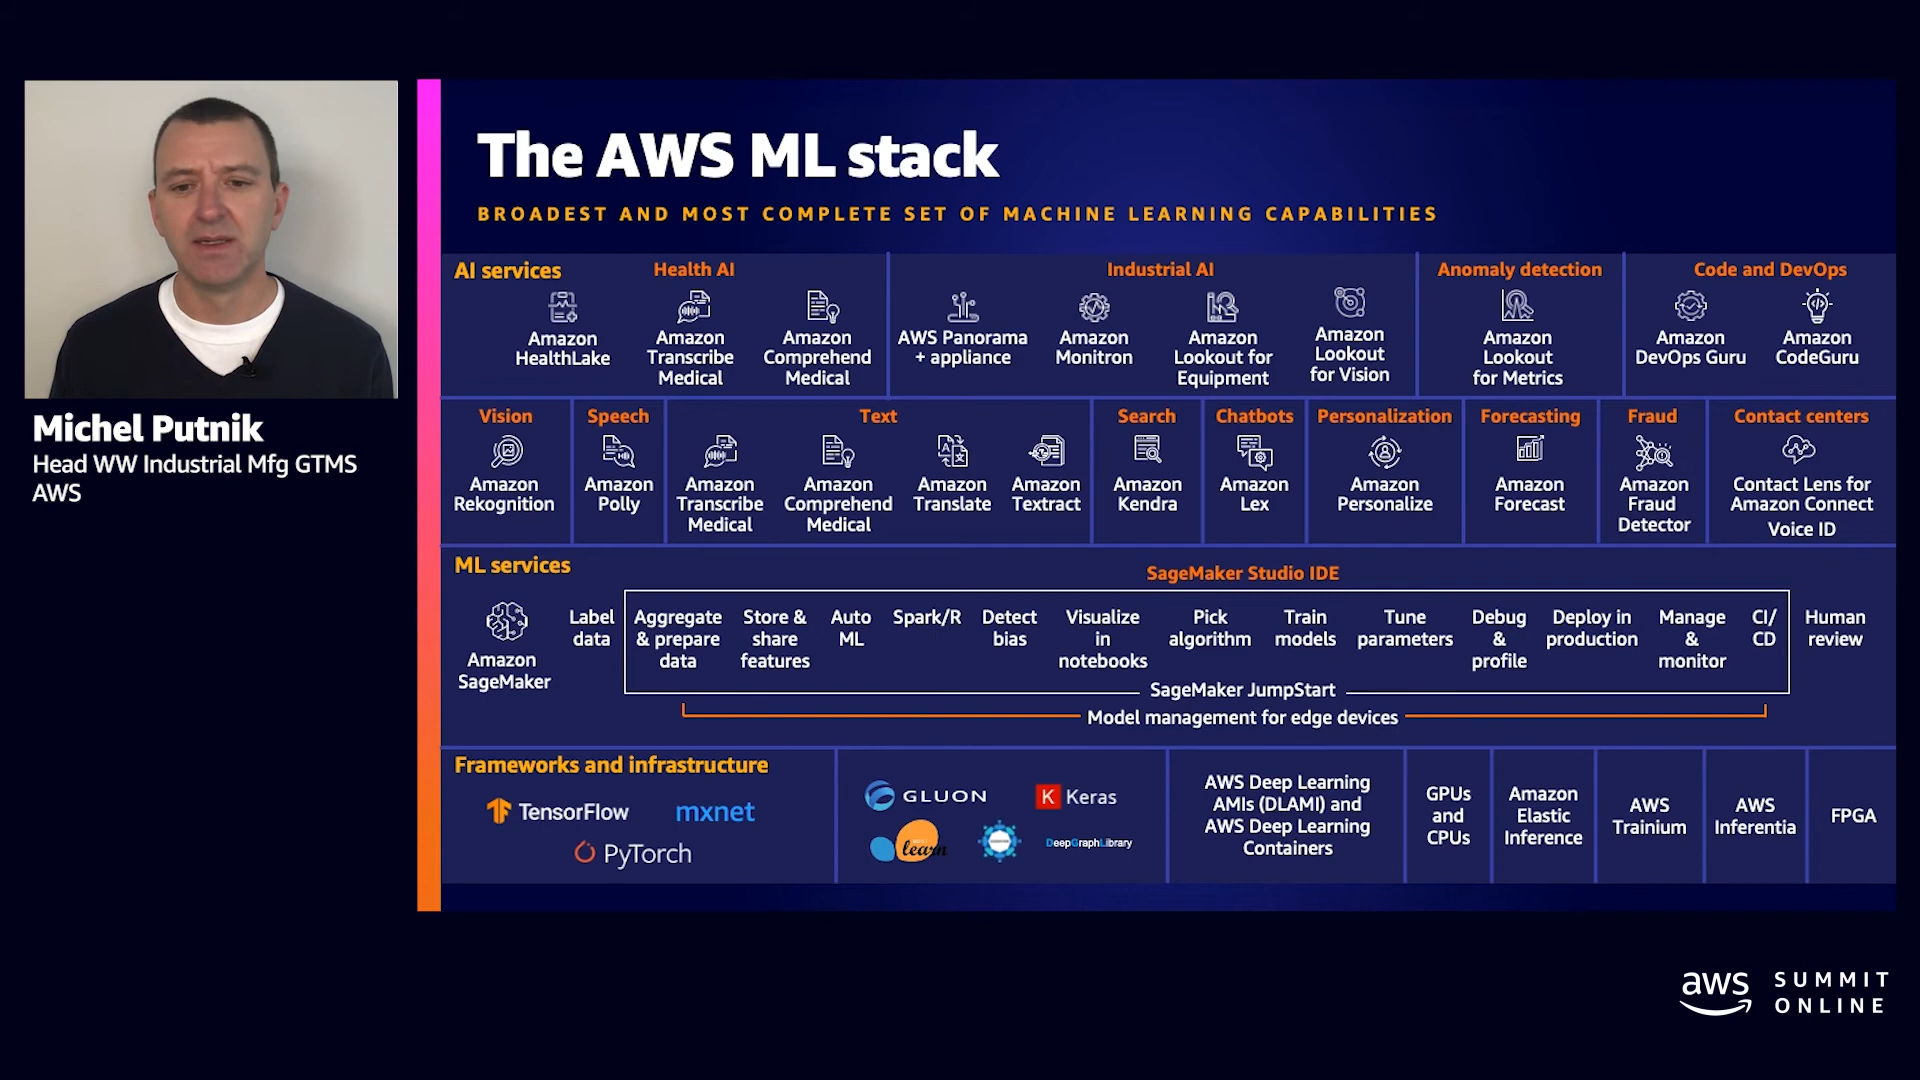 The AWS ML stack
BROADEST AND MOST COMPLETE SET OF MACHINE LEARNING CAPABILITIES
Michel Putnik
Head WW Industrial Mfg GTMS
AWS
AI services
Health AI
Amazon
HealthLake
Amazon
Transcribe
Medical
Amazon
Comprehend
Medical
Industrial AI
AWS Panorama
+ appliance
Amazon
Monitron
Amazon
Lookout for
Equipment
Amazon
Lookout
for Vision
Anomaly detection
Amazon
Lookout
for Metrics
Code and DevOps
Amazon
DevOps Guru
Amazon
CodeGuru
Vision
Amazon
Rekognition
Speech
Amazon
Polly
Text
Amazon
Transcribe
Medical
Amazon
Comprehend
Medical
Amazon
Translate
Amazon
Textract
Search
Amazon
Kendra
Chatbots
Amazon
Lex
Personalization
Amazon
Personalize
Forecasting
Amazon
Forecast
Fraud
Amazon
Fraud
Detector
Contact centers
Contact Lens for
Amazon Connect
Voice ID
ML services
Amazon
SageMaker
SageMaker Studio IDE
Label
data
Aggregate
& prepare
data
Store &
share
features
Auto
ML
Spark/R
Detect
bias
Visualize
in
notebooks
Pick
algorithm
Train
models
Tune
parameters
Debug
&
profile
Deploy in
production
Manage
&
monitor
CI/
CD
Human
review
SageMaker JumpStart
Model management for edge devices
Frameworks and infrastructure
TensorFlow
mxnet
PyTorch
GLUON
K Keras
learn
DeepGraphLibrary
AWS Deep Learning
AMIs (DLAMI) and
AWS Deep Learning
Containers
GPUs
and
CPUs
Amazon
Elastic
Inference
AWS
Trainium
AWS
Inferentia
FPGA
aws
SUMMIT
ONLINE